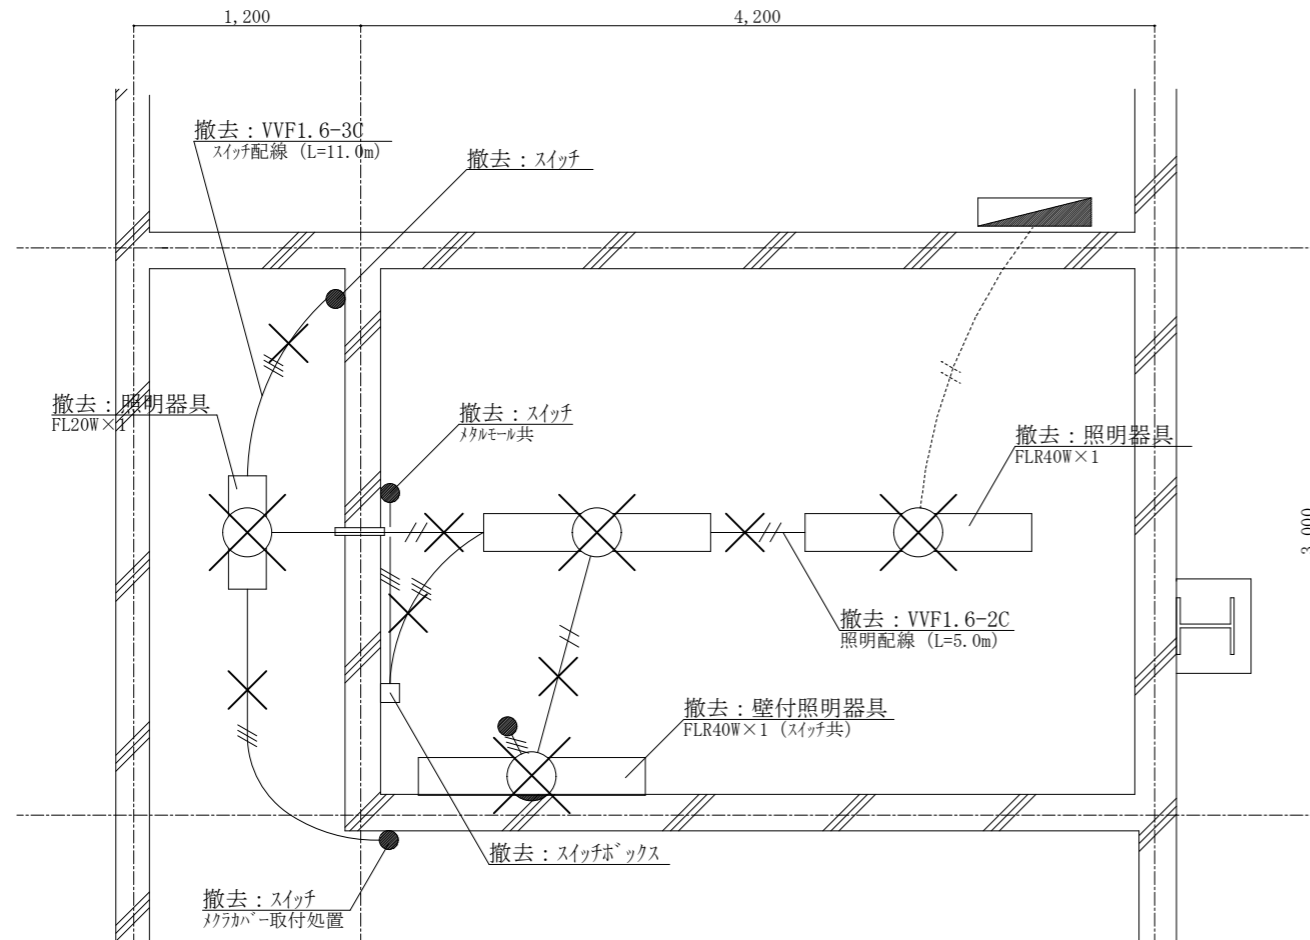 1,200
4,200
撤去：VVF1.6-3C
ｽｲｯﾁ配線 (L=11.0m)
撤去：ｽｲｯﾁ
撤去：照明器具
FL20W×1
撤去：ｽｲｯﾁ
ﾒﾀﾙﾓｰﾙ共
撤去：照明器具
FLR40W×1
3,000
撤去：VVF1.6-2C
照明配線 (L=5.0m)
撤去：壁付照明器具
FLR40W×1 (ｽｲｯﾁ共)
撤去：ｽｲｯﾁﾎﾞｯｸｽ
撤去：ｽｲｯﾁ
ﾒｸﾗｶﾊﾞｰ取付処置